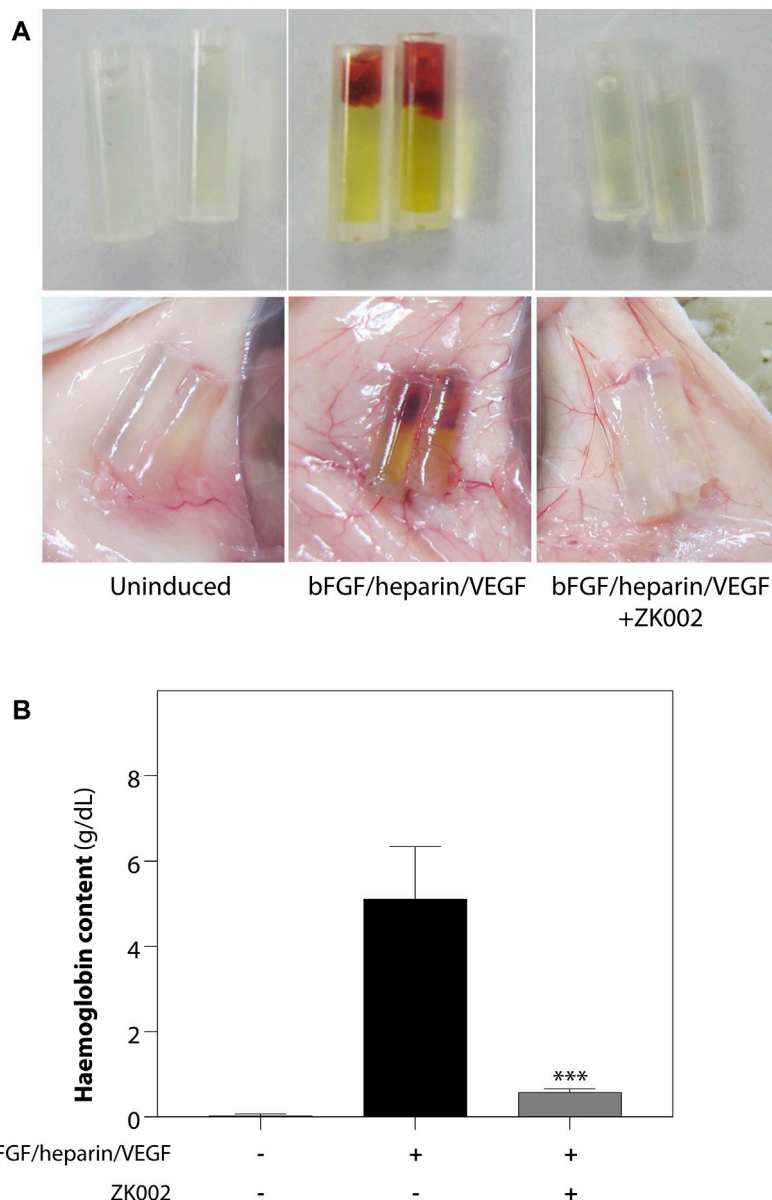 A
Uninduced
bFGF/heparin/VEGF
bFGF/heparin/VEGF
+ZK002
B
Haemoglobin content (g/dL)
8
6
4
2
0
***
FGF/heparin/VEGF - + +
ZK002 - - +